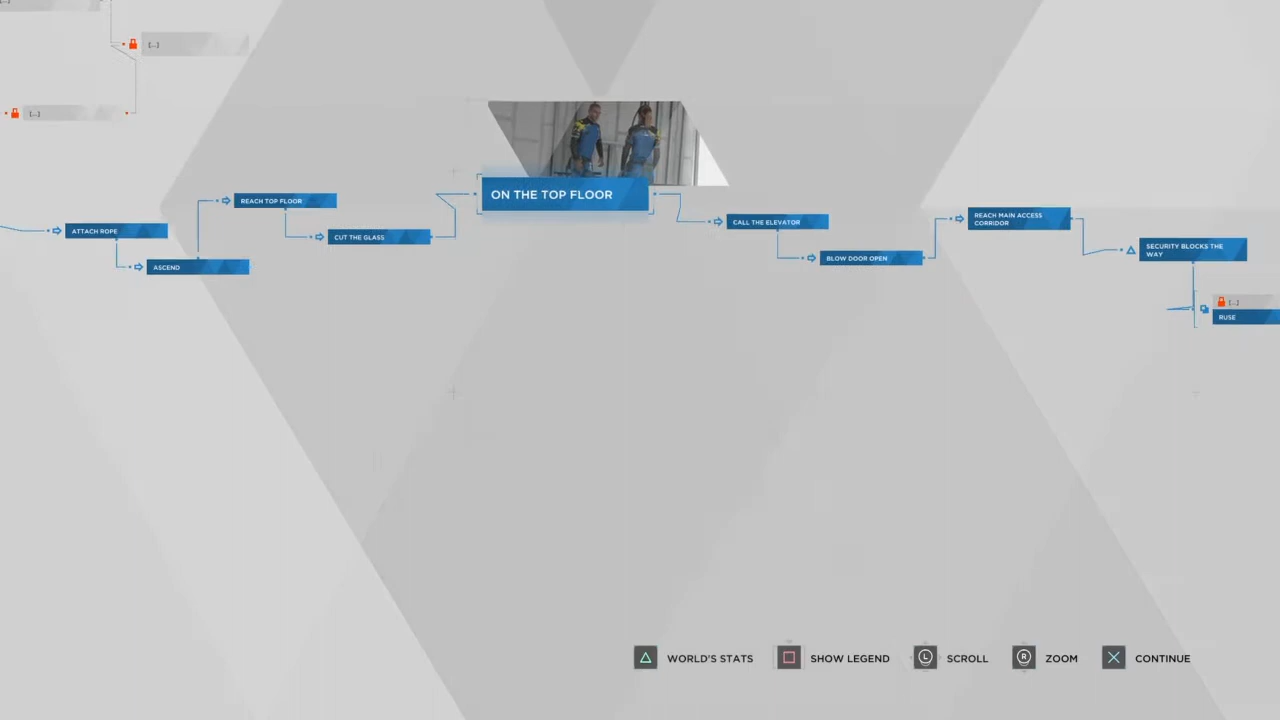 [...]
[...]
[...]
ATTACH ROPE
ASCEND
REACH TOP FLOOR
CUT THE GLASS
ON THE TOP FLOOR
CALL THE ELEVATOR
BLOW DOOR OPEN
REACH MAIN ACCESS
CORRIDOR
SECURITY BLOCKS THE
WAY
[...]
RUSE
WORLD'S STATS
SHOW LEGEND
L
SCROLL
R
ZOOM
CONTINUE